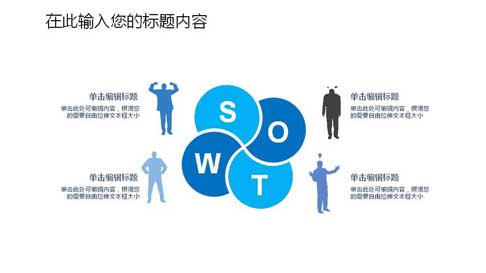 在此输入您的标题内容
单击编辑标题
单击此处可编辑内容，根据您
的需要自由拉伸文本框大小
单击编辑标题
单击此处可编辑内容，根据您
的需要自由拉伸文本框大小
S
O
W
T
单击编辑标题
单击此处可编辑内容，根据您
的需要自由拉伸文本框大小
单击编辑标题
单击此处可编辑内容，根据您
的需要自由拉伸文本框大小